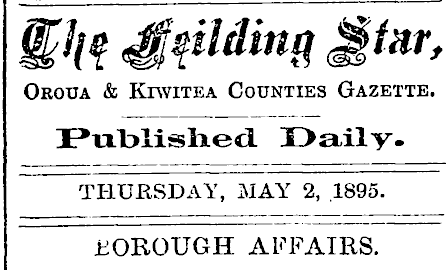 The Feilding Star,
OROUA & KIWITEA COUNTIES GAZETTE.
Published Daily.
THURSDAY, MAY 2, 1895.
BOROUGH AFFAIRS.